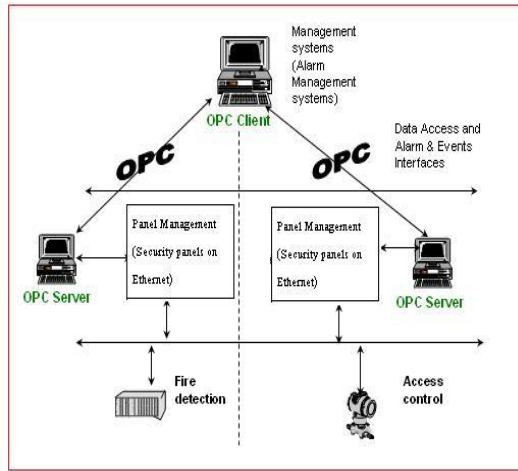 Management
systems
(Alarm
Management
systems)
OPC Client
OPC
OPC
Data Access and
Alarm & Events
Interfaces
Panel Management
(Security panels on
Ethernet)
Panel Management
(Security panels on
Ethernet)
OPC Server
OPC Server
Fire
detection
Access
control